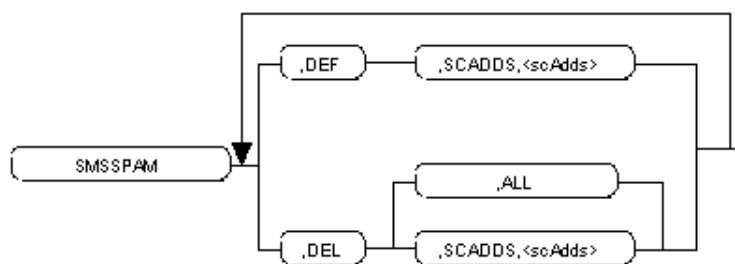 ,DEF
,SCADDS,<scAdds>
SMSSPAM
,ALL
,DEL
,SCADDS,<scAdds>